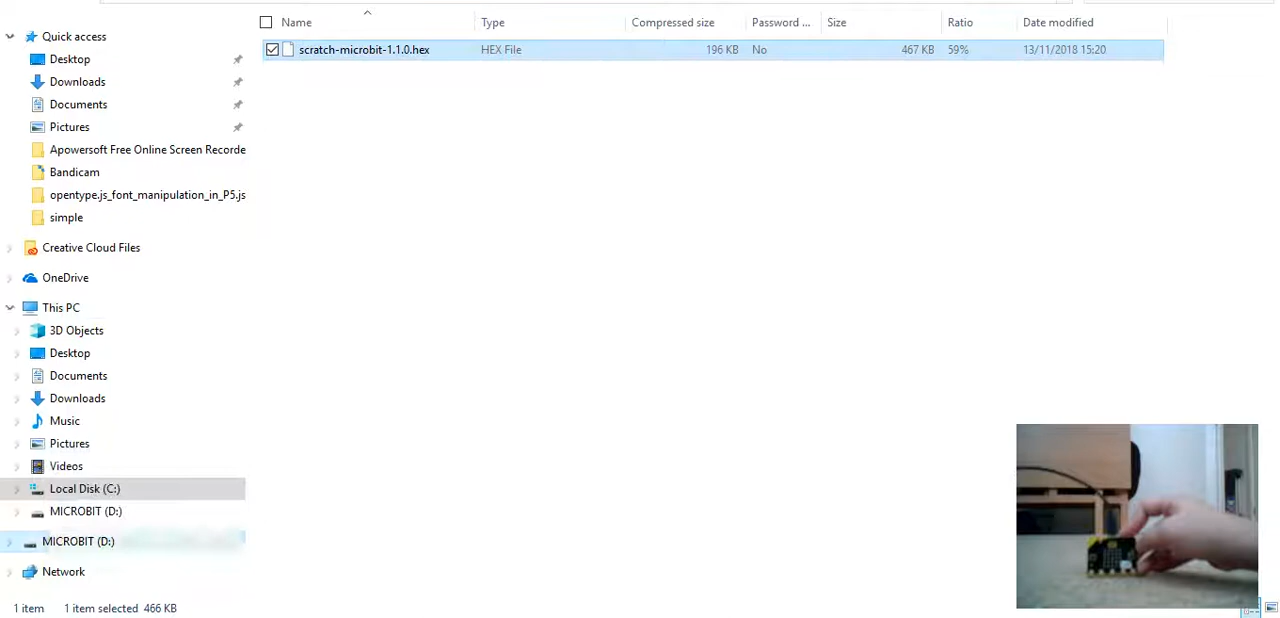 Name Type Compressed size Password ... Size Ratio Date modified
scratch-microbit-1.1.0.hex HEX File 196 KB No 467 KB 59% 13/11/2018 15:20
Quick access
Desktop
Downloads
Documents
Pictures
Apowersoft Free Online Screen Recorde
Bandicam
opentype.js_font_manipulation_in_P5.js
simple
Creative Cloud Files
OneDrive
This PC
3D Objects
Desktop
Documents
Downloads
Music
Pictures
Videos
Local Disk (C:)
MICROBIT (D:)
MICROBIT (D:)
Network
1 item 1 item selected 466 KB